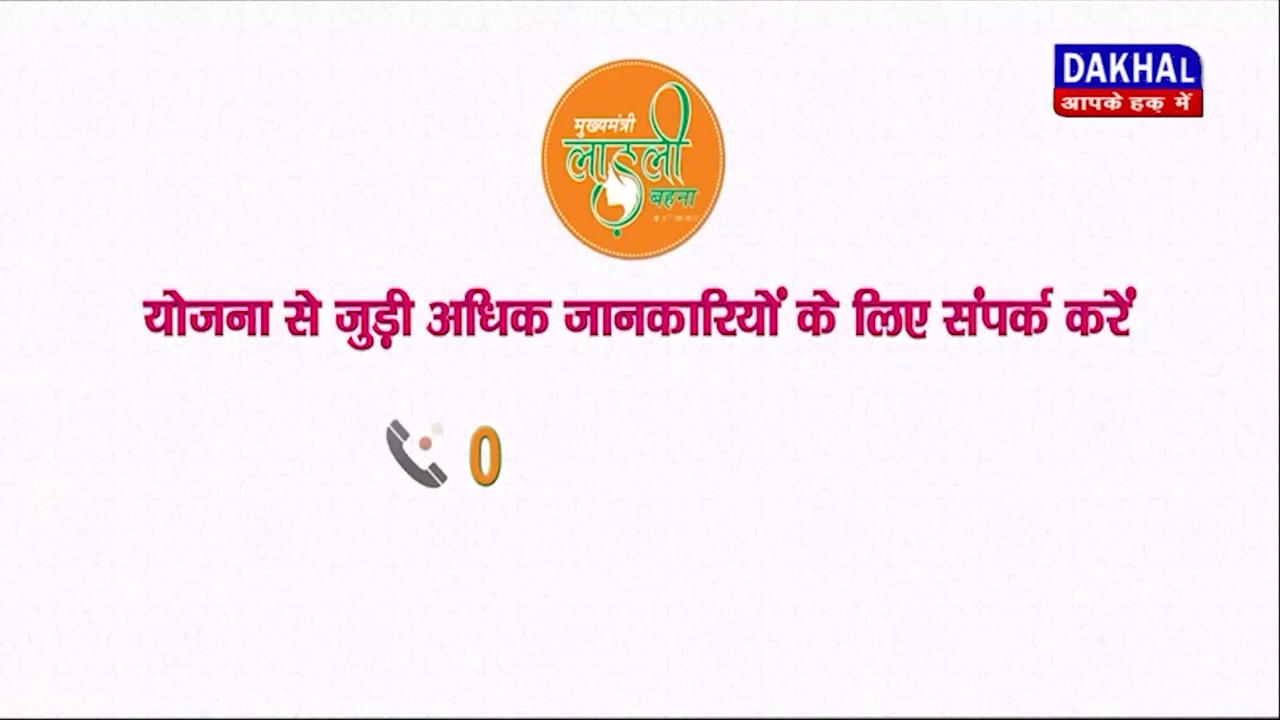 DAKHAL
आपके हक में
मुख्यमंत्री
लाड़ली
बहना
योजना से जुड़ी अधिक जानकारियों के लिए संपर्क करें
0